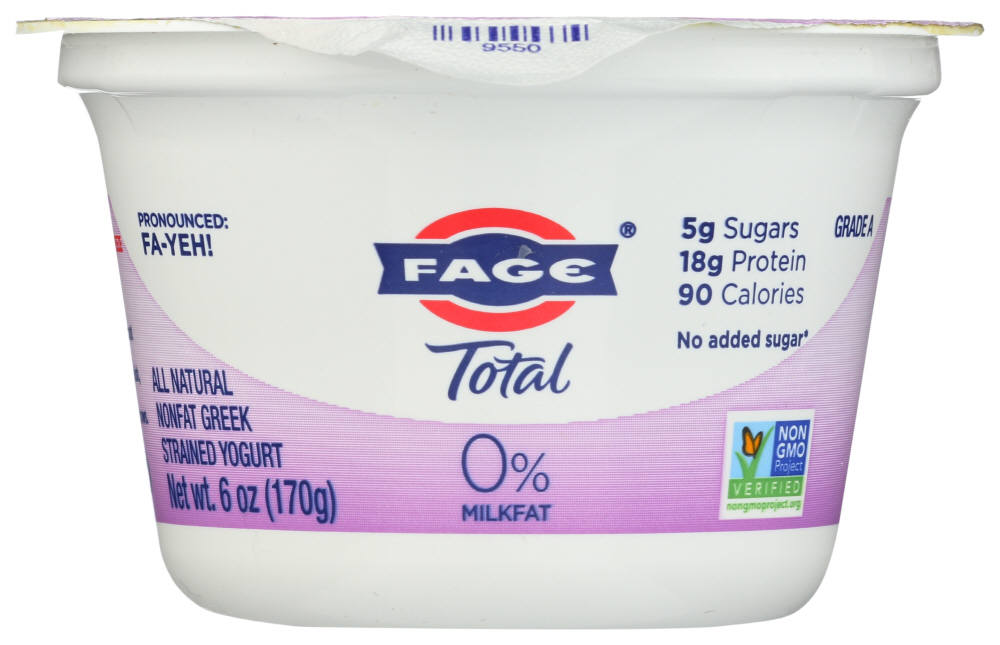 9550
PRONOUNCED:
FA-YEH!
FAGE®
Total
5g Sugars
18g Protein
90 Calories
No added sugar*
GRADE A
ALL NATURAL
NONFAT GREEK
STRAINED YOGURT
Net wt. 6 oz (170g)
0%
MILKFAT
NON
GMO
Project
VERIFIED
nongmoproject.org